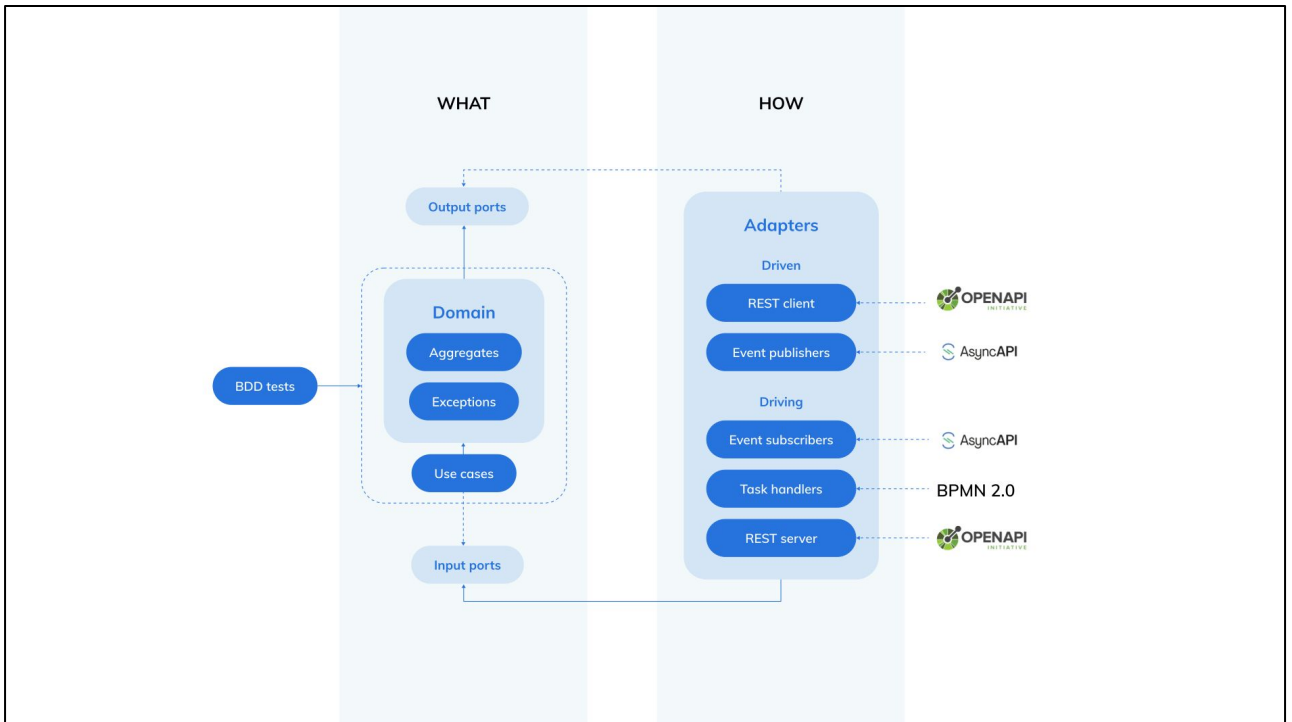 WHAT
HOW
Output ports
Domain
Aggregates
Exceptions
BDD tests
Use cases
Input ports
Adapters
Driven
REST client
OPENAPI
INITIATIVE
Event publishers
AsyncAPI
Driving
Event subscribers
AsyncAPI
Task handlers
BPMN 2.0
REST server
OPENAPI
INITIATIVE